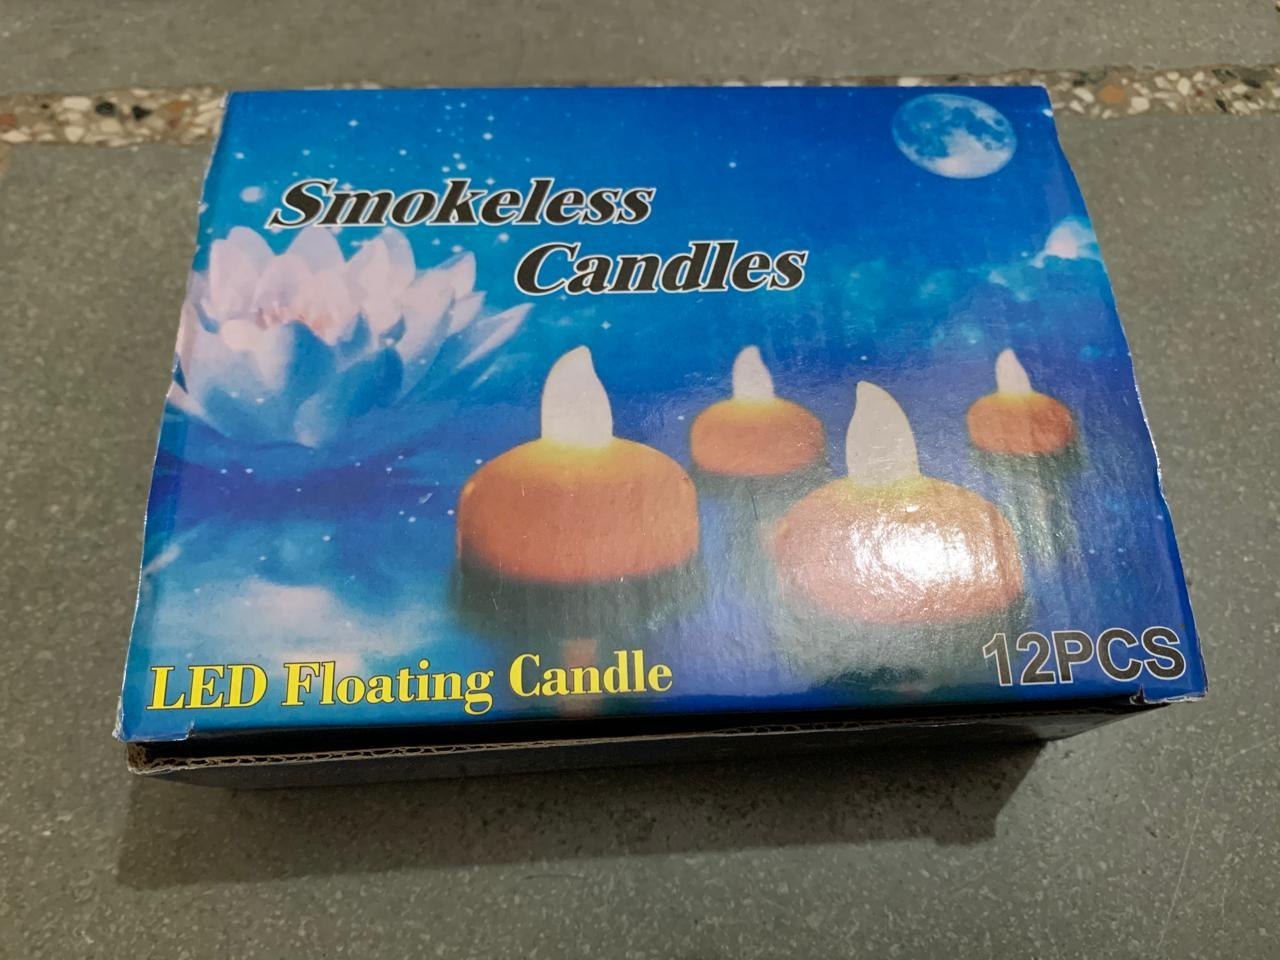 Smokeless
Candles
LED Floating Candle
12PCS